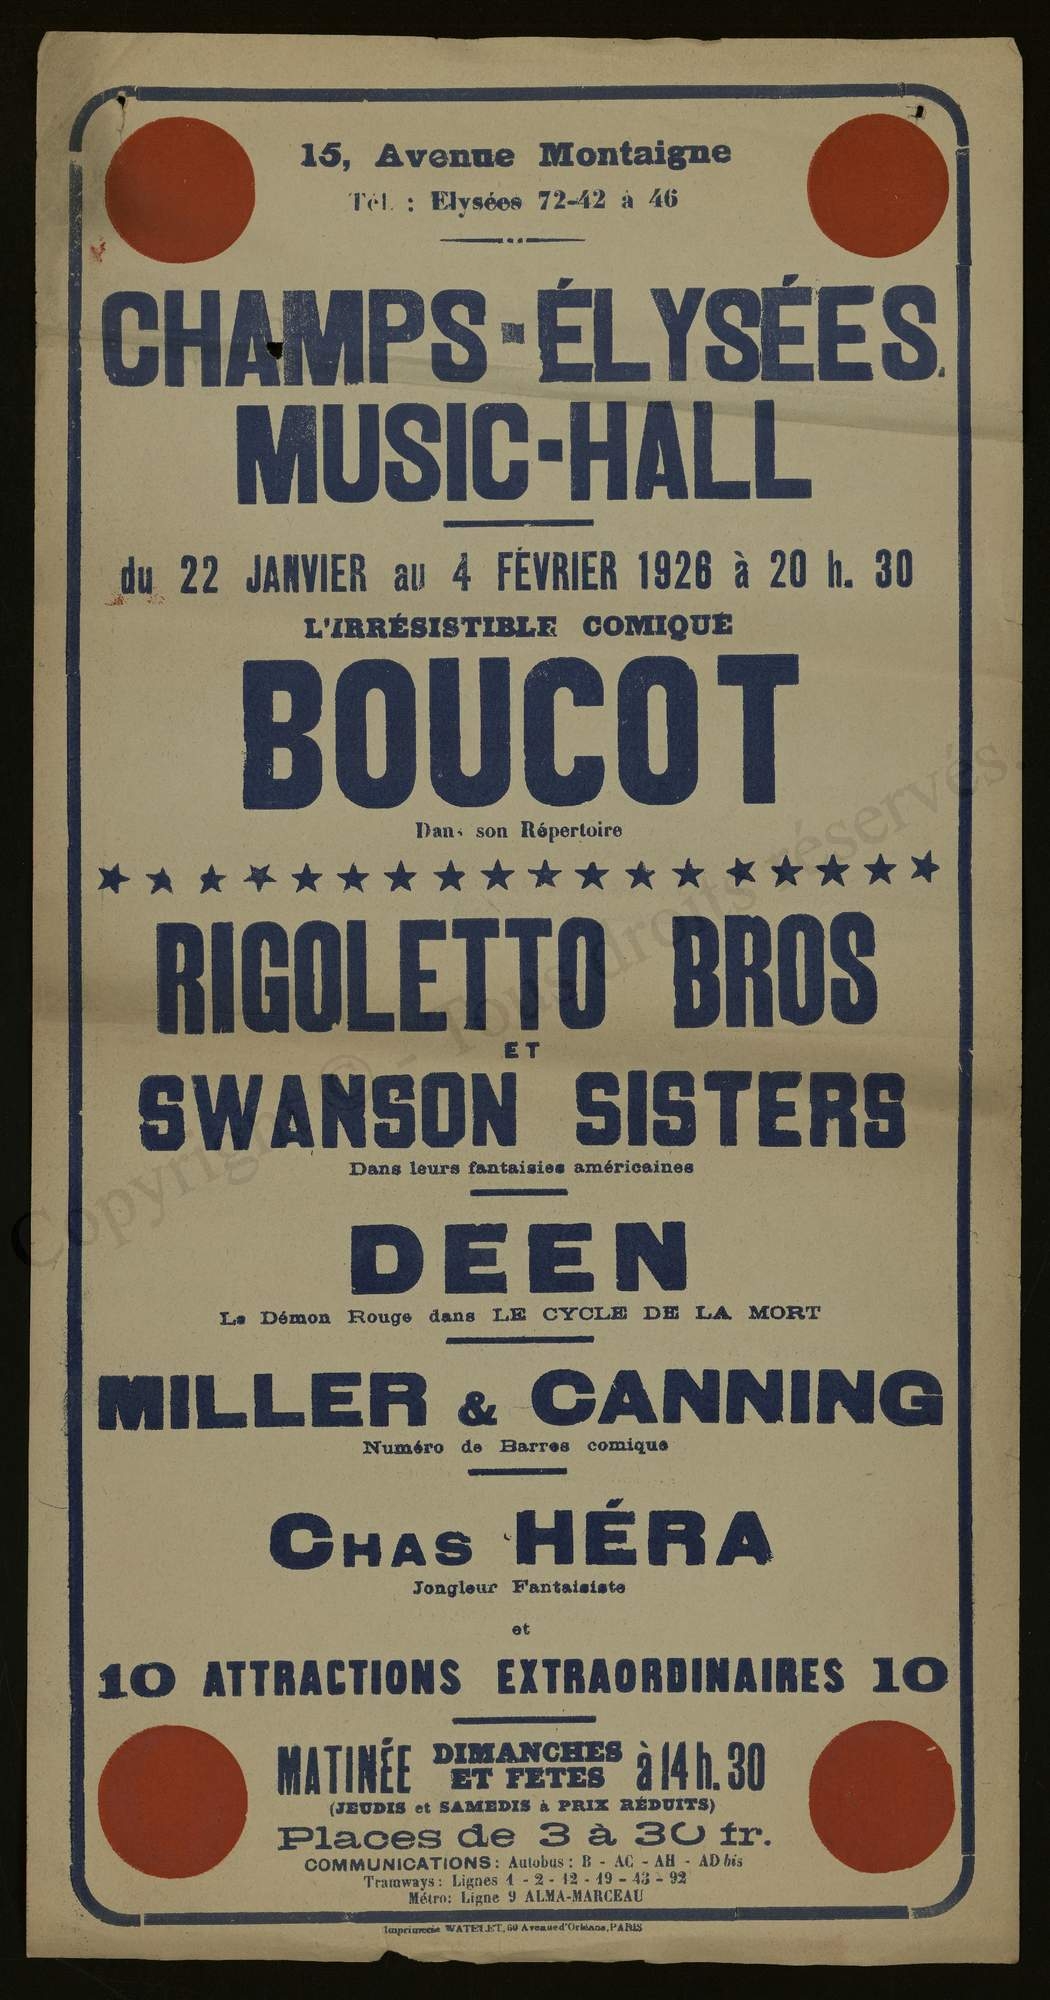 15, Avenue Montaigne
Tél. : Elysées 72-42 à 46
CHAMPS-ÉLYSÉES
MUSIC-HALL
du 22 JANVIER au 4 FÉVRIER 1926 à 20 h. 30
L'IRRÉSISTIBLE COMIQUE
BOUCOT
Dans son Répertoire
RIGOLETTO BROS
ET
SWANSON SISTERS
Dans leurs fantaisies américaines
DEEN
Le Démon Rouge dans LE CYCLE DE LA MORT
MILLER & CANNING
Numéro de Barres comique
CHAS HÉRA
Jongleur Fantaisiste
et
10 ATTRACTIONS EXTRAORDINAIRES 10
MATINÉE DIMANCHES ET FETES à 14 h. 30
(JEUDIS et SAMEDIS à PRIX RÉDUITS)
Places de 3 à 30 fr.
COMMUNICATIONS: Autobus: B - AC - AH - AD bis
Tramways: Lignes 1 - 2 - 12 - 19 - 43 - 92
Métro: Ligne 9 ALMA-MARCEAU
Imprimerie WATELET, 60 Avenue d'Orléans, PARIS
Copyright © - Tous droits réservés.